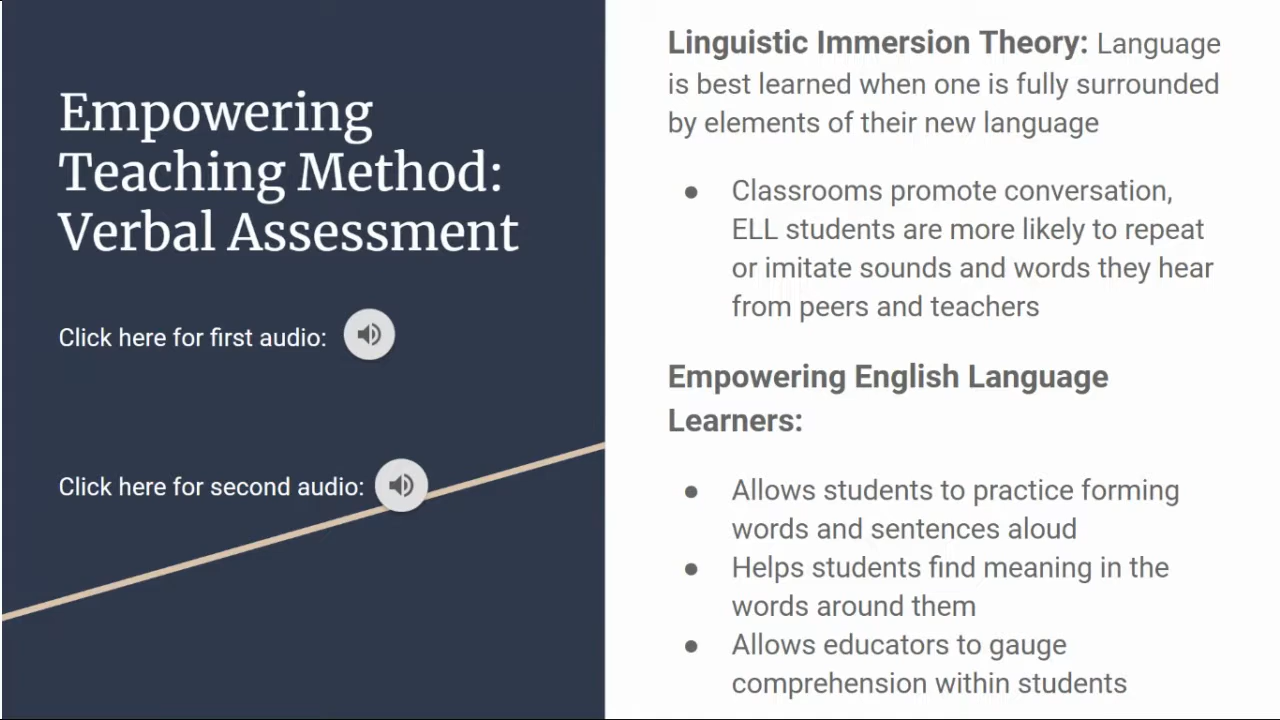 Empowering
Teaching Method:
Verbal Assessment
Click here for first audio:
Click here for second audio:
Linguistic Immersion Theory: Language
is best learned when one is fully surrounded
by elements of their new language
● Classrooms promote conversation,
ELL students are more likely to repeat
or imitate sounds and words they hear
from peers and teachers
Empowering English Language
Learners:
● Allows students to practice forming
words and sentences aloud
● Helps students find meaning in the
words around them
● Allows educators to gauge
comprehension within students